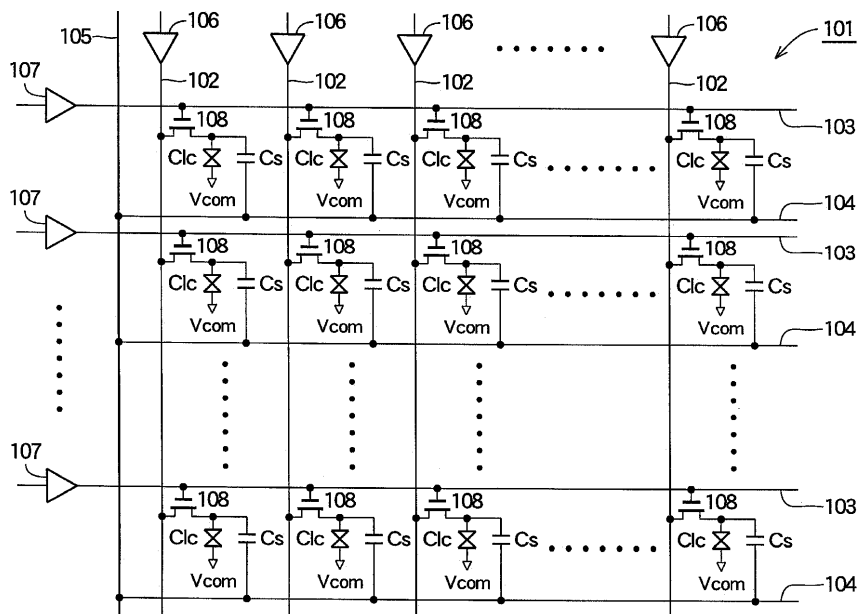 106 106 106 106 101
105
102 102 102 102
107
108 108 108 108 103
Clc Cs Clc Cs Clc Cs Clc Cs
Vcom Vcom Vcom Vcom
104
107
108 108 108 108 103
Clc Cs Clc Cs Clc Cs Clc Cs
Vcom Vcom Vcom Vcom
104
107
108 108 108 108 103
Clc Cs Clc Cs Clc Cs Clc Cs
Vcom Vcom Vcom Vcom
104